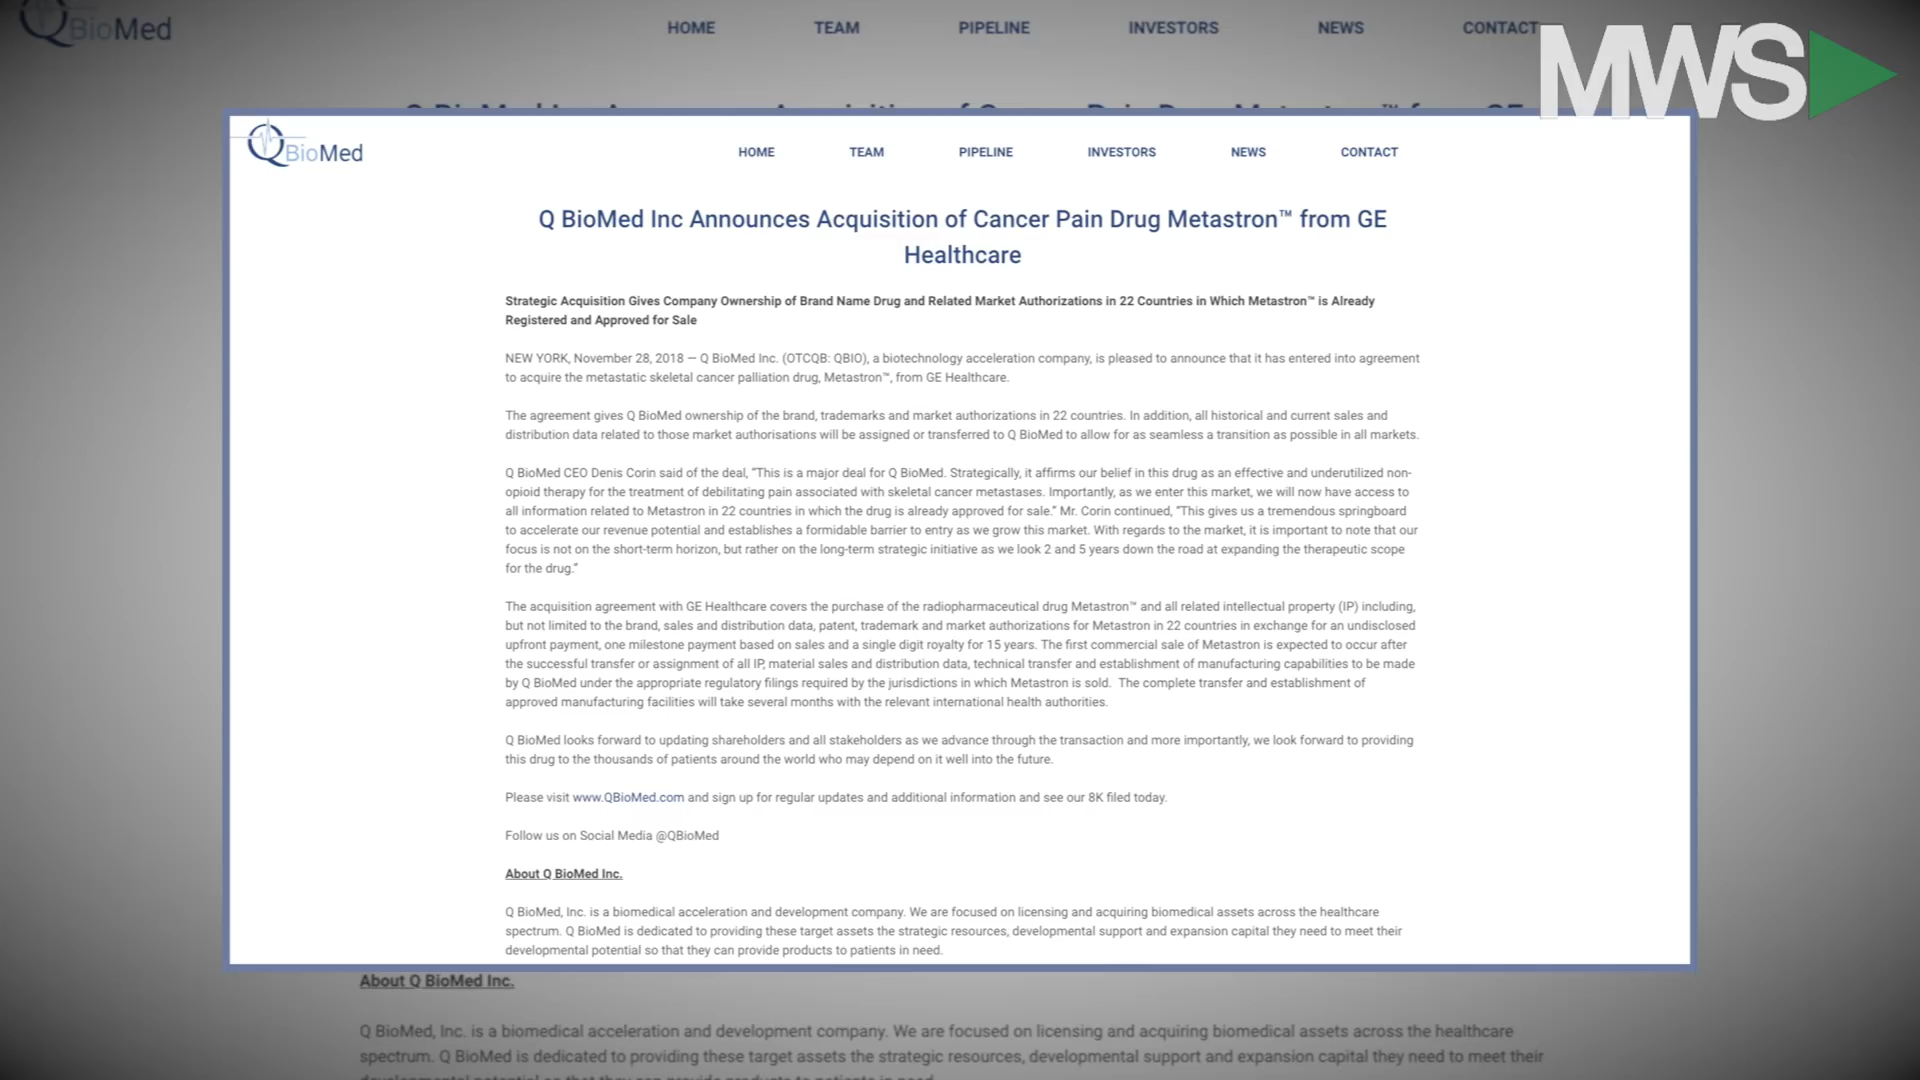 QBioMed
HOME TEAM PIPELINE INVESTORS NEWS CONTACT
MWS
QBioMed
HOME TEAM PIPELINE INVESTORS NEWS CONTACT
Q BioMed Inc Announces Acquisition of Cancer Pain Drug Metastron™ from GE
Healthcare
Strategic Acquisition Gives Company Ownership of Brand Name Drug and Related Market Authorizations in 22 Countries in Which Metastron™ is Already
Registered and Approved for Sale
NEW YORK, November 28, 2018 — Q BioMed Inc. (OTCQB: QBIO), a biotechnology acceleration company, is pleased to announce that it has entered into agreement
to acquire the metastatic skeletal cancer palliation drug, Metastron™, from GE Healthcare.
The agreement gives Q BioMed ownership of the brand, trademarks and market authorizations in 22 countries. In addition, all historical and current sales and
distribution data related to those market authorisations will be assigned or transferred to Q BioMed to allow for as seamless a transition as possible in all markets.
Q BioMed CEO Denis Corin said of the deal, “This is a major deal for Q BioMed. Strategically, it affirms our belief in this drug as an effective and underutilized non-
opioid therapy for the treatment of debilitating pain associated with skeletal cancer metastases. Importantly, as we enter this market, we will now have access to
all information related to Metastron in 22 countries in which the drug is already approved for sale.” Mr. Corin continued, “This gives us a tremendous springboard
to accelerate our revenue potential and establishes a formidable barrier to entry as we grow this market. With regards to the market, it is important to note that our
focus is not on the short-term horizon, but rather on the long-term strategic initiative as we look 2 and 5 years down the road at expanding the therapeutic scope
for the drug.”
The acquisition agreement with GE Healthcare covers the purchase of the radiopharmaceutical drug Metastron™ and all related intellectual property (IP) including,
but not limited to the brand, sales and distribution data, patent, trademark and market authorizations for Metastron in 22 countries in exchange for an undisclosed
upfront payment, one milestone payment based on sales and a single digit royalty for 15 years. The first commercial sale of Metastron is expected to occur after
the successful transfer or assignment of all IP, material sales and distribution data, technical transfer and establishment of manufacturing capabilities to be made
by Q BioMed under the appropriate regulatory filings required by the jurisdictions in which Metastron is sold. The complete transfer and establishment of
approved manufacturing facilities will take several months with the relevant international health authorities.
Q BioMed looks forward to updating shareholders and all stakeholders as we advance through the transaction and more importantly, we look forward to providing
this drug to the thousands of patients around the world who may depend on it well into the future.
Please visit www.QBioMed.com and sign up for regular updates and additional information and see our 8K filed today.
Follow us on Social Media @QBioMed
About Q BioMed Inc.
Q BioMed, Inc. is a biomedical acceleration and development company. We are focused on licensing and acquiring biomedical assets across the healthcare
spectrum. Q BioMed is dedicated to providing these target assets the strategic resources, developmental support and expansion capital they need to meet their
developmental potential so that they can provide products to patients in need.
About Q BioMed Inc.
Q BioMed, Inc. is a biomedical acceleration and development company. We are focused on licensing and acquiring biomedical assets across the healthcare
spectrum. Q BioMed is dedicated to providing these target assets the strategic resources, developmental support and expansion capital they need to meet their